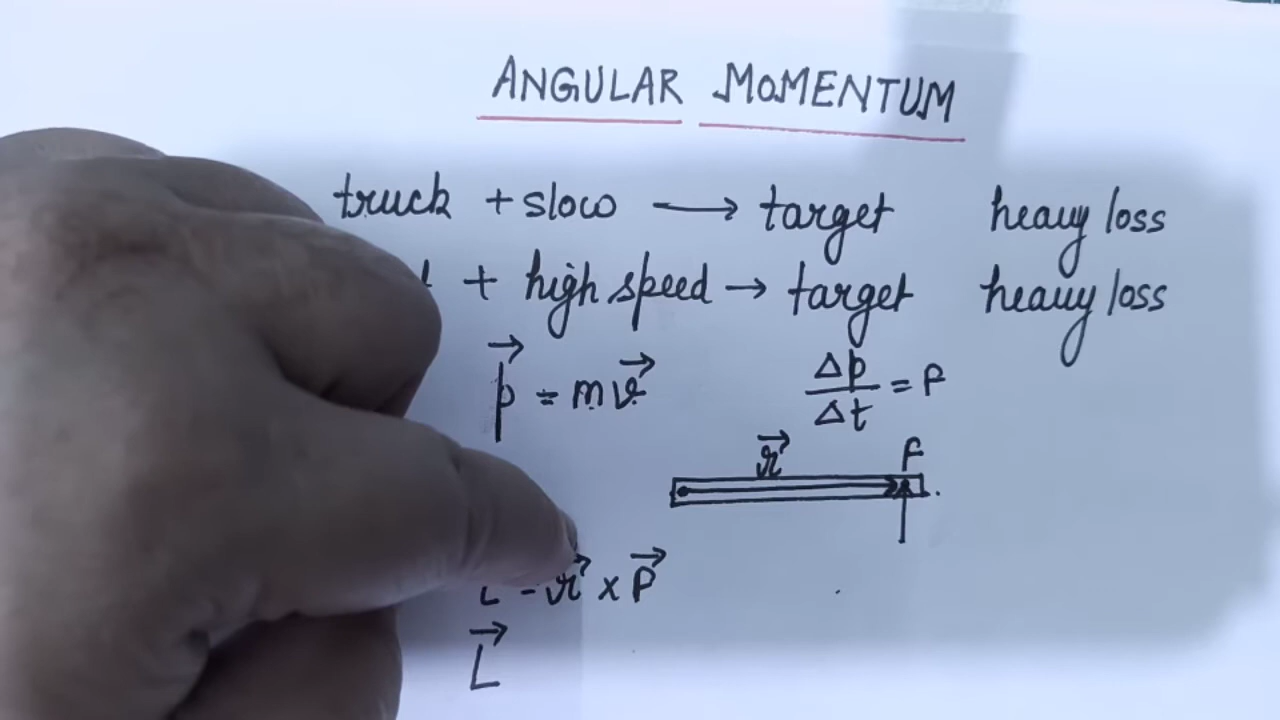 ANGULAR MOMENTUM
truck + slow → target heavy loss
+ high speed → target heavy loss
p⃗ = mv⃗
Δp/Δt = F
r⃗ F
L = r⃗ × P⃗
L⃗